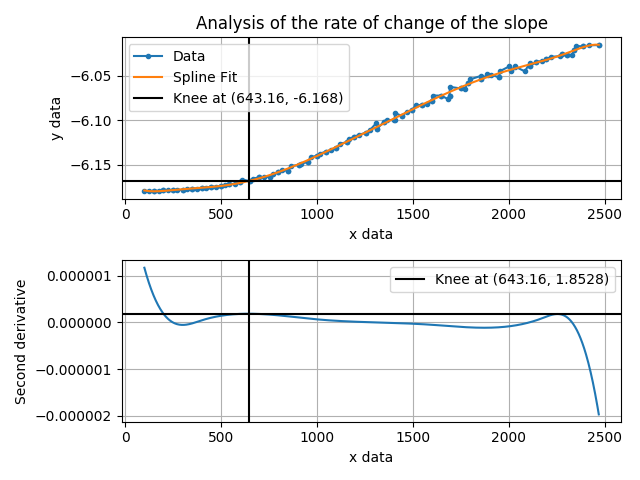 Analysis of the rate of change of the slope
Data
Spline Fit
Knee at (643.16, -6.168)
y data
−6.05
−6.10
−6.15
0 500 1000 1500 2000 2500
x data
Knee at (643.16, 1.8528)
Second derivative
0.000001
0.000000
−0.000001
−0.000002
0 500 1000 1500 2000 2500
x data